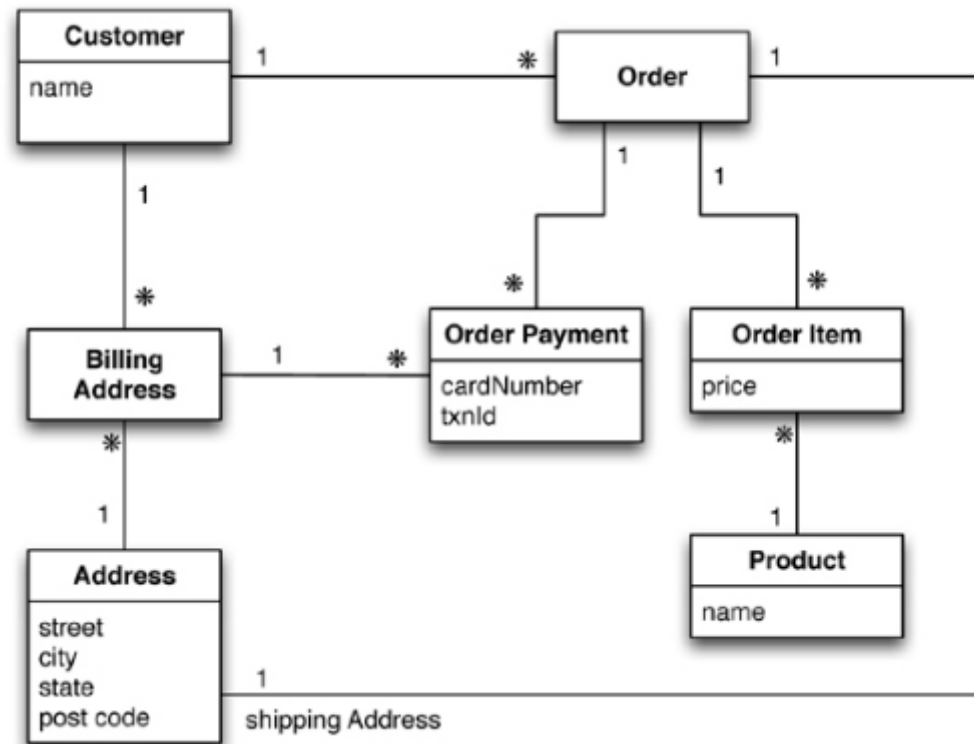 Customer
name
1
*
Order
1
1
*
1
*
1
*
Billing
Address
1
*
Order Payment
cardNumber
txnId
Order Item
price
*
1
*
1
Product
name
Address
street
city
state
post code
1
shipping Address